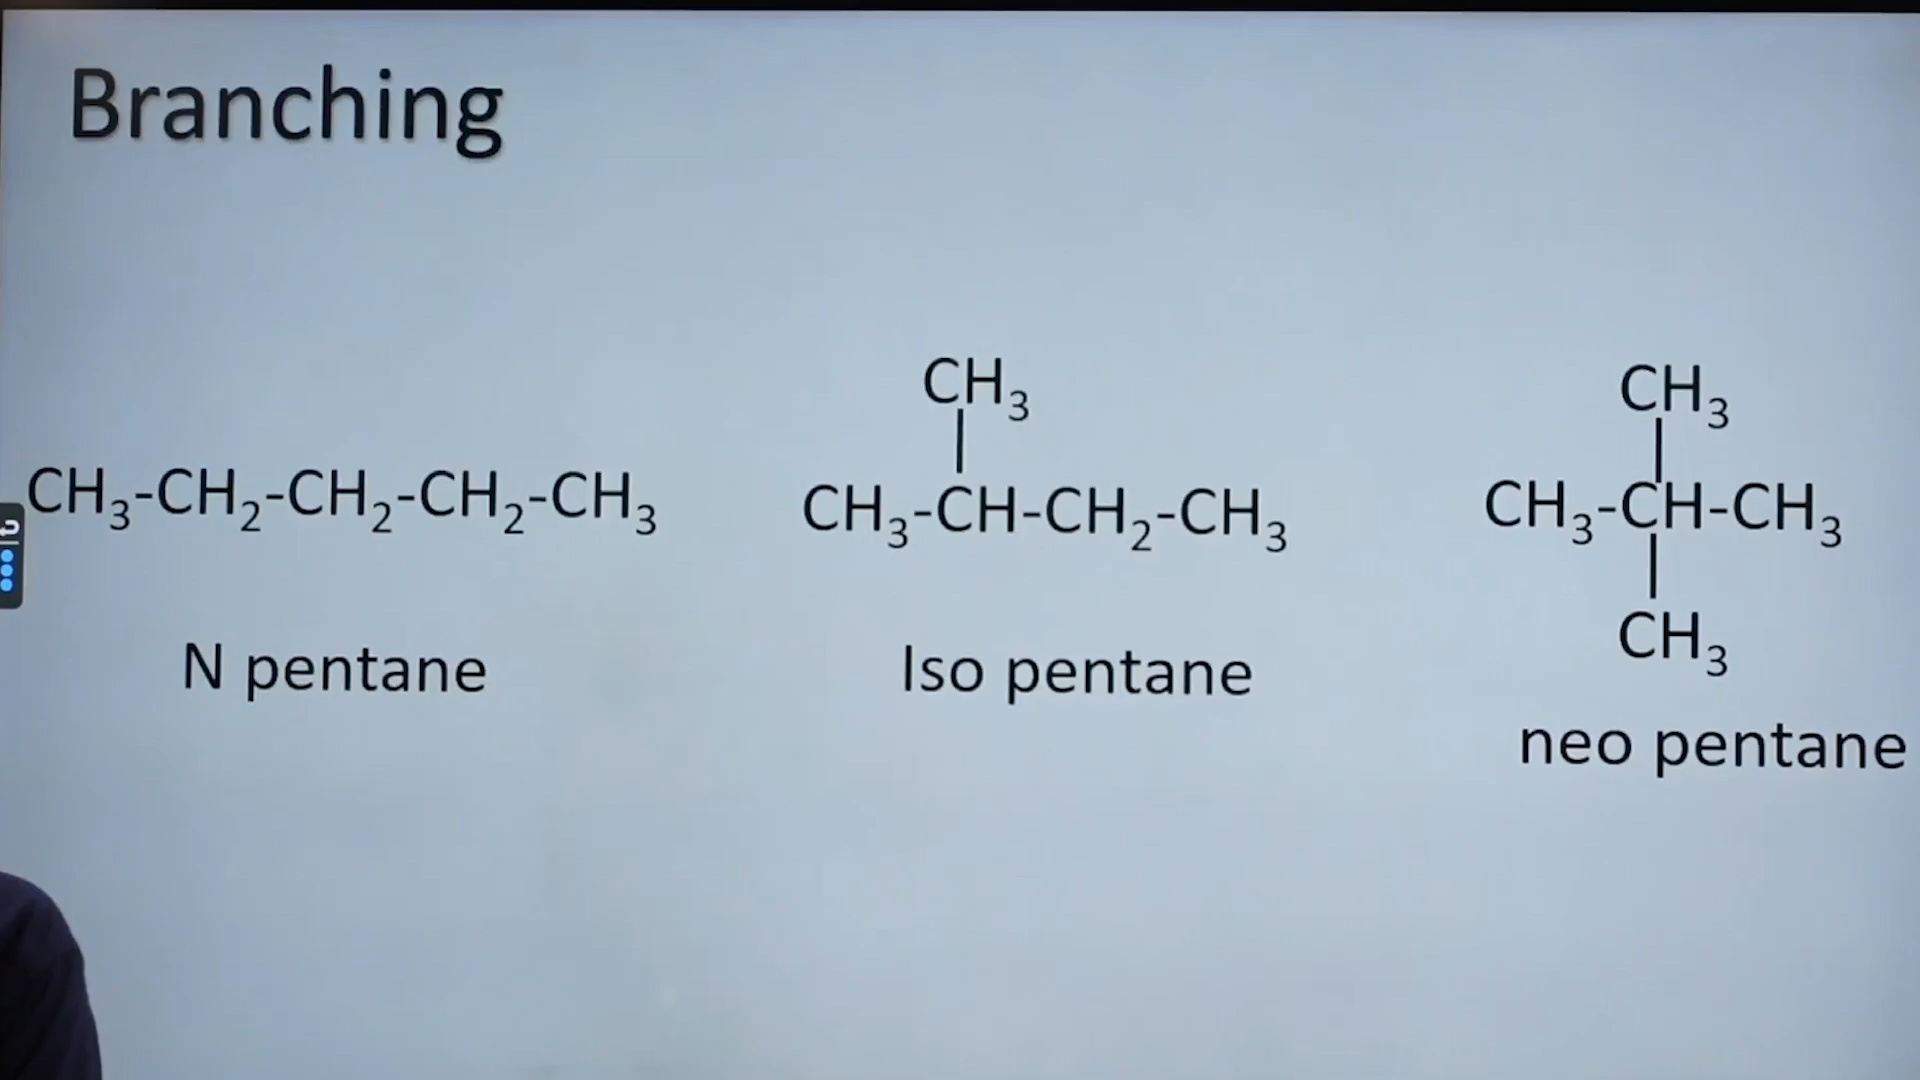 Branching
CH₃-CH₂-CH₂-CH₂-CH₃
N pentane
CH₃
CH₃-CH-CH₂-CH₃
Iso pentane
CH₃
CH₃-CH-CH₃
CH₃
neo pentane